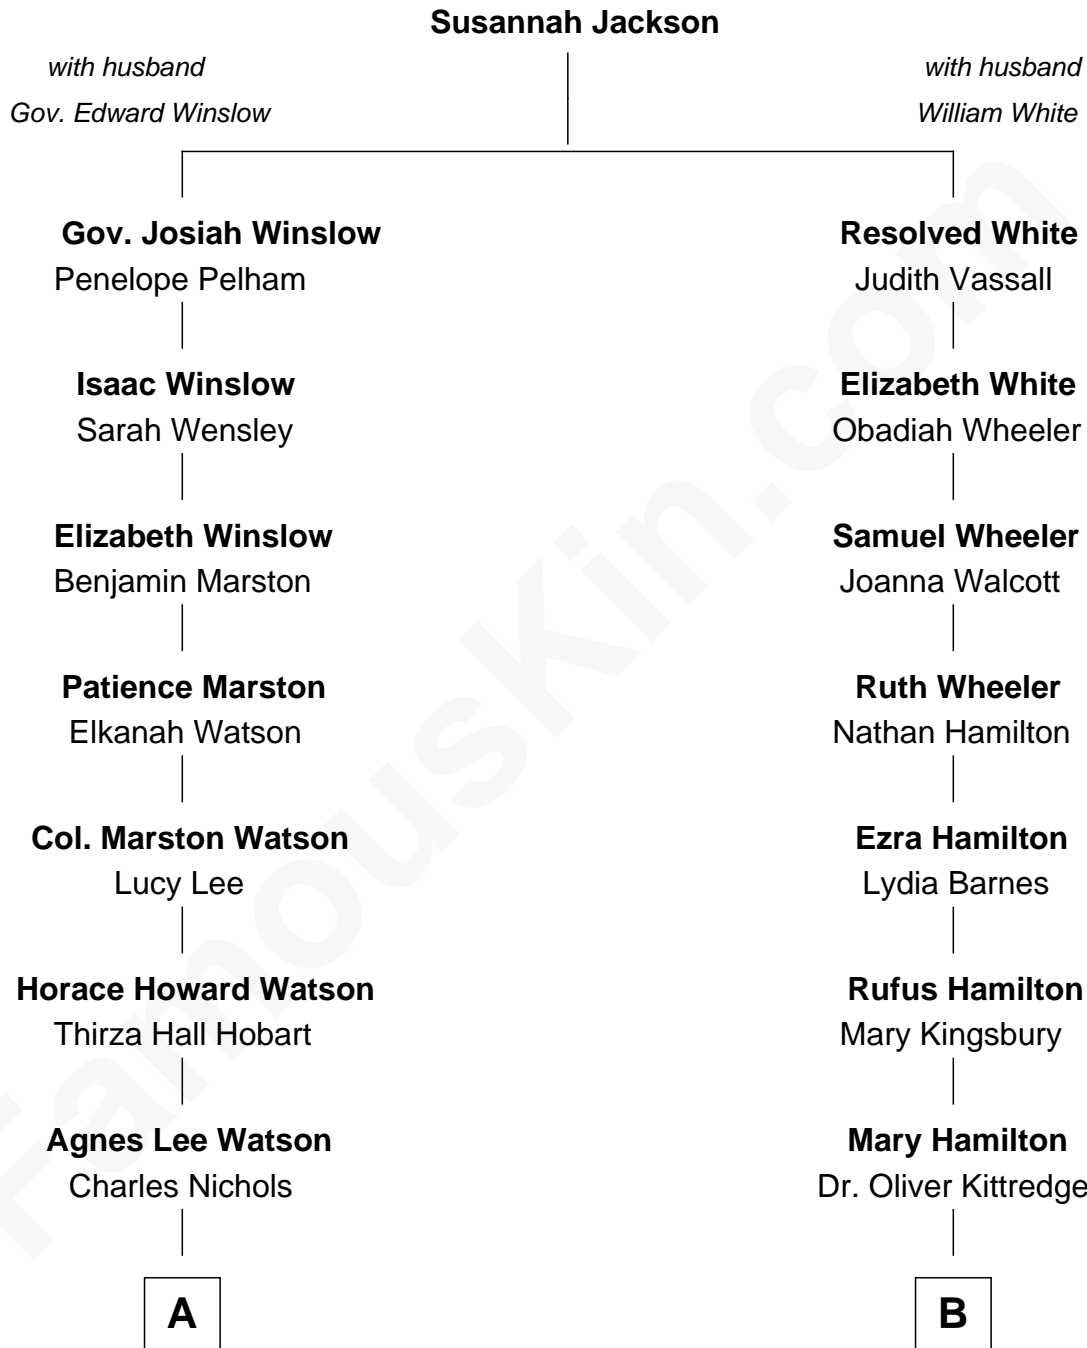 Susannah Jackson
with husband
Gov. Edward Winslow
with husband
William White
Gov. Josiah Winslow
Penelope Pelham
Resolved White
Judith Vassall
Isaac Winslow
Sarah Wensley
Elizabeth White
Obadiah Wheeler
Elizabeth Winslow
Benjamin Marston
Samuel Wheeler
Joanna Walcott
Patience Marston
Elkanah Watson
Ruth Wheeler
Nathan Hamilton
Col. Marston Watson
Lucy Lee
Ezra Hamilton
Lydia Barnes
Horace Howard Watson
Thirza Hall Hobart
Rufus Hamilton
Mary Kingsbury
Agnes Lee Watson
Charles Nichols
Mary Hamilton
Dr. Oliver Kittredge
A
B
FamousKin.com